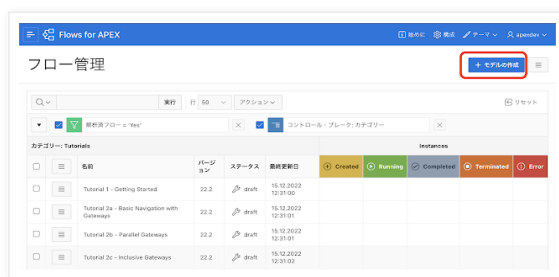 Flows for APEX
始めに 構成 テーマ apexdev
フロー管理
+ モデルの作成
実行 行 50 アクション リセット
解析済フロー = 'Yes' コントロール・ブレーク: カテゴリー
カテゴリー: Tutorials Instances
名前 バージョン ステータス 最終更新日 Created Running Completed Terminated Error
Tutorial 1 - Getting Started 22.2 draft 15.12.2022 12:31:00
Tutorial 2a - Basic Navigation with Gateways 22.2 draft 15.12.2022 12:31:01
Tutorial 2b - Parallel Gateways 22.2 draft 15.12.2022 12:31:01
Tutorial 2c - Inclusive Gateways 22.2 draft 15.12.2022 12:31:02